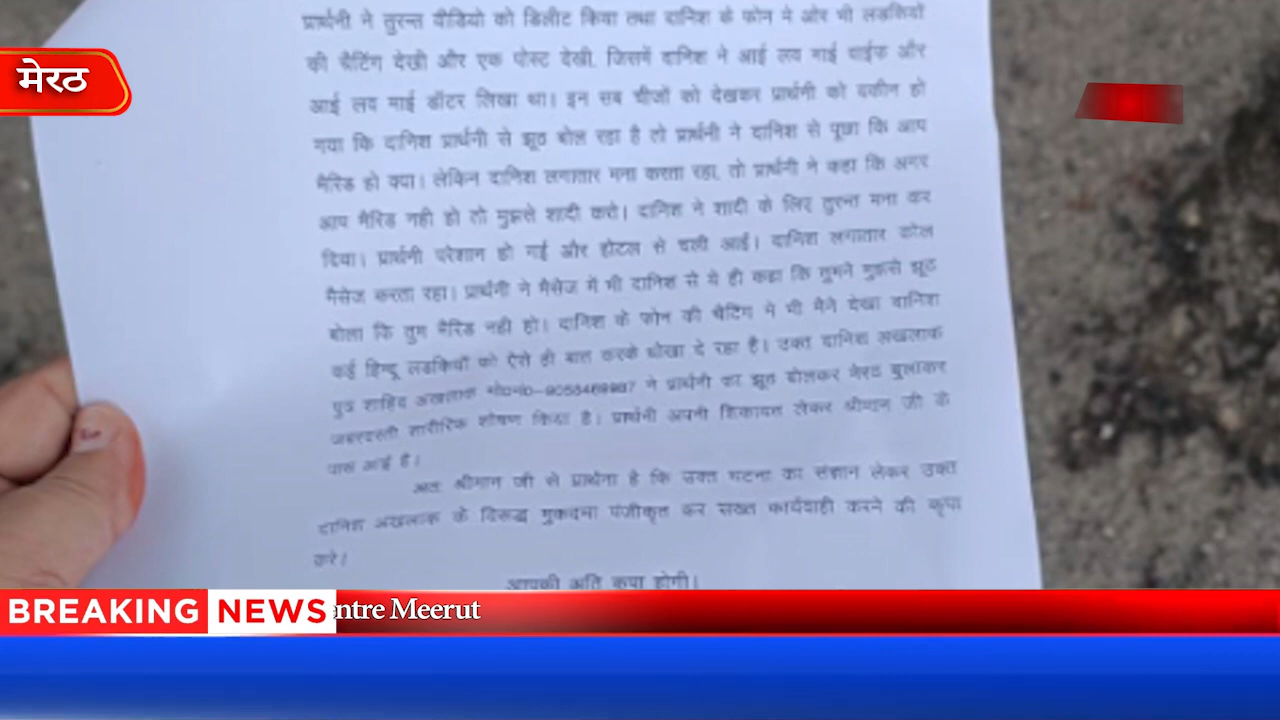 प्रार्थनी ने तुरन्त वीडियो को डिलीट किया तथा दानिश के फोन मे ओर भी लडकियों
की चैटिंग देखी और एक पोस्ट देखी, जिसमें दानिश ने आई लव माई वाईफ और
आई लव माई डॉटर लिखा था। इन सब चीजों को देखकर प्रार्थनी को यकीन हो
गया कि दानिश प्रार्थनी से झूठ बोल रहा है तो प्रार्थनी ने दानिश से पूछा कि आप
मैरिड हो क्या। लेकिन दानिश लगातार मना करता रहा, तो प्रार्थनी ने कहा कि अगर
आप मैरिड नही हो तो मुझसे शादी करो। दानिश ने शादी के लिए तुरन्त मना कर
दिया। प्रार्थनी परेशान हो गई और होटल से चली आई। दानिश लगातार कॉल
मैसेज करता रहा। प्रार्थनी ने मैसेज में भी दानिश से ये ही कहा कि तुमने मुझसे झूठ
बोला कि तुम मैरिड नही हो। दानिश के फोन की चैटिंग मे भी मैने देखा दानिश
कई हिन्दू लडकियों को ऐसे ही बात करके धोखा दे रहा है। उक्त दानिश अखलाक
पुत्र शाहिद अखलाक ने प्रार्थनी का झूठ बोलकर मेरठ बुलाकर
जबरदस्ती शारीरिक शोषण किया है। प्रार्थनी अपनी शिकायत लेकर श्रीमान जी के
पास आई है।
अतः श्रीमान जी से प्रार्थना है कि उक्त घटना का संज्ञान लेकर उक्त
दानिश अखलाक के विरूद्ध मुकदमा पंजीकृत कर सख्त कार्यवाही करने की कृपा
करे।
आपकी अति कृपा होगी।
मेरठ
BREAKING NEWS
ntre Meerut